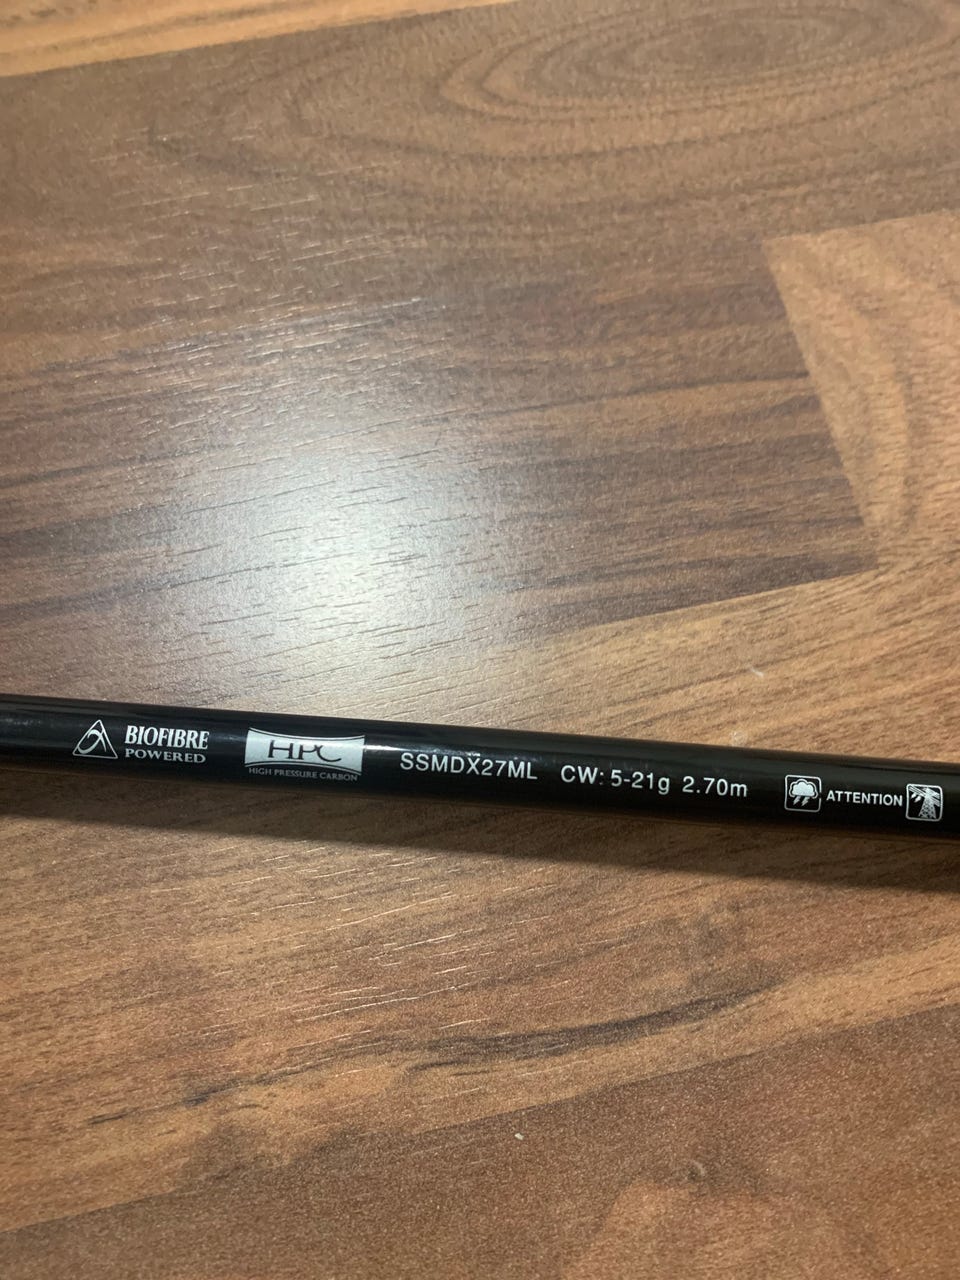 BIOFIBRE
POWERED
HPC
HIGH PRESSURE CARBON
SSMDX27ML CW: 5-21g 2.70m
ATTENTION